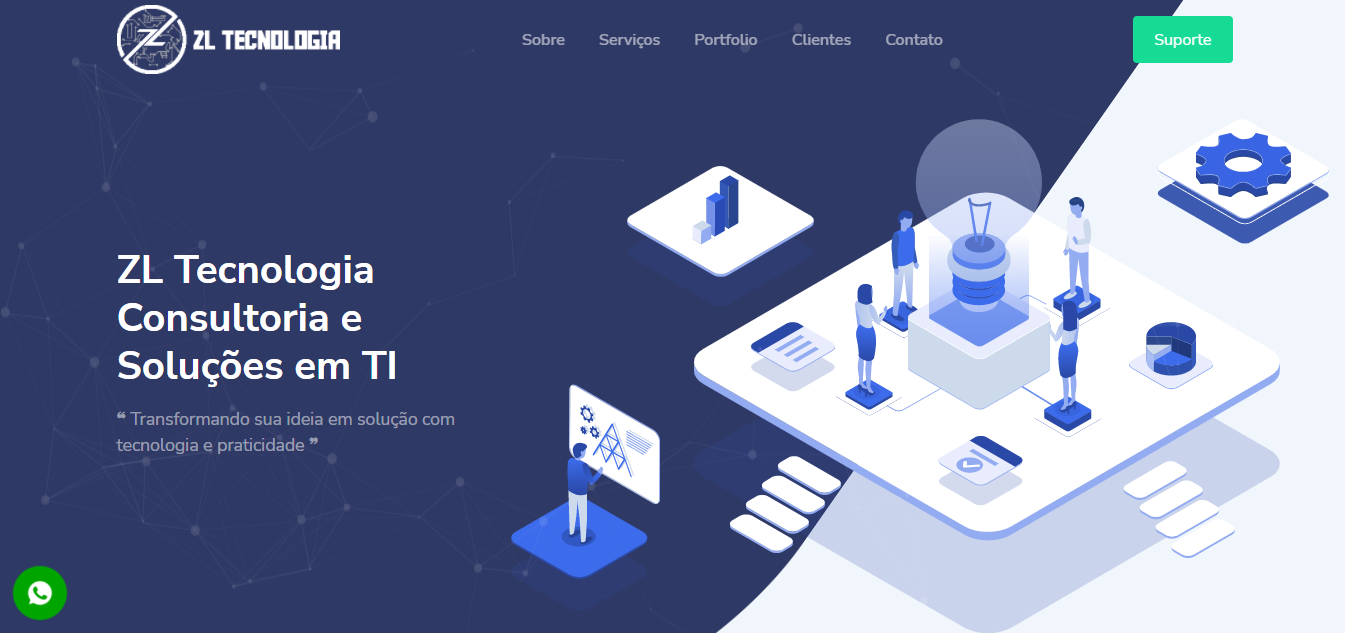 ZL TECNOLOGIA
Sobre
Serviços
Portfolio
Clientes
Contato
Suporte
ZL Tecnologia
Consultoria e
Soluções em TI
❝ Transformando sua ideia em solução com
tecnologia e praticidade ❞